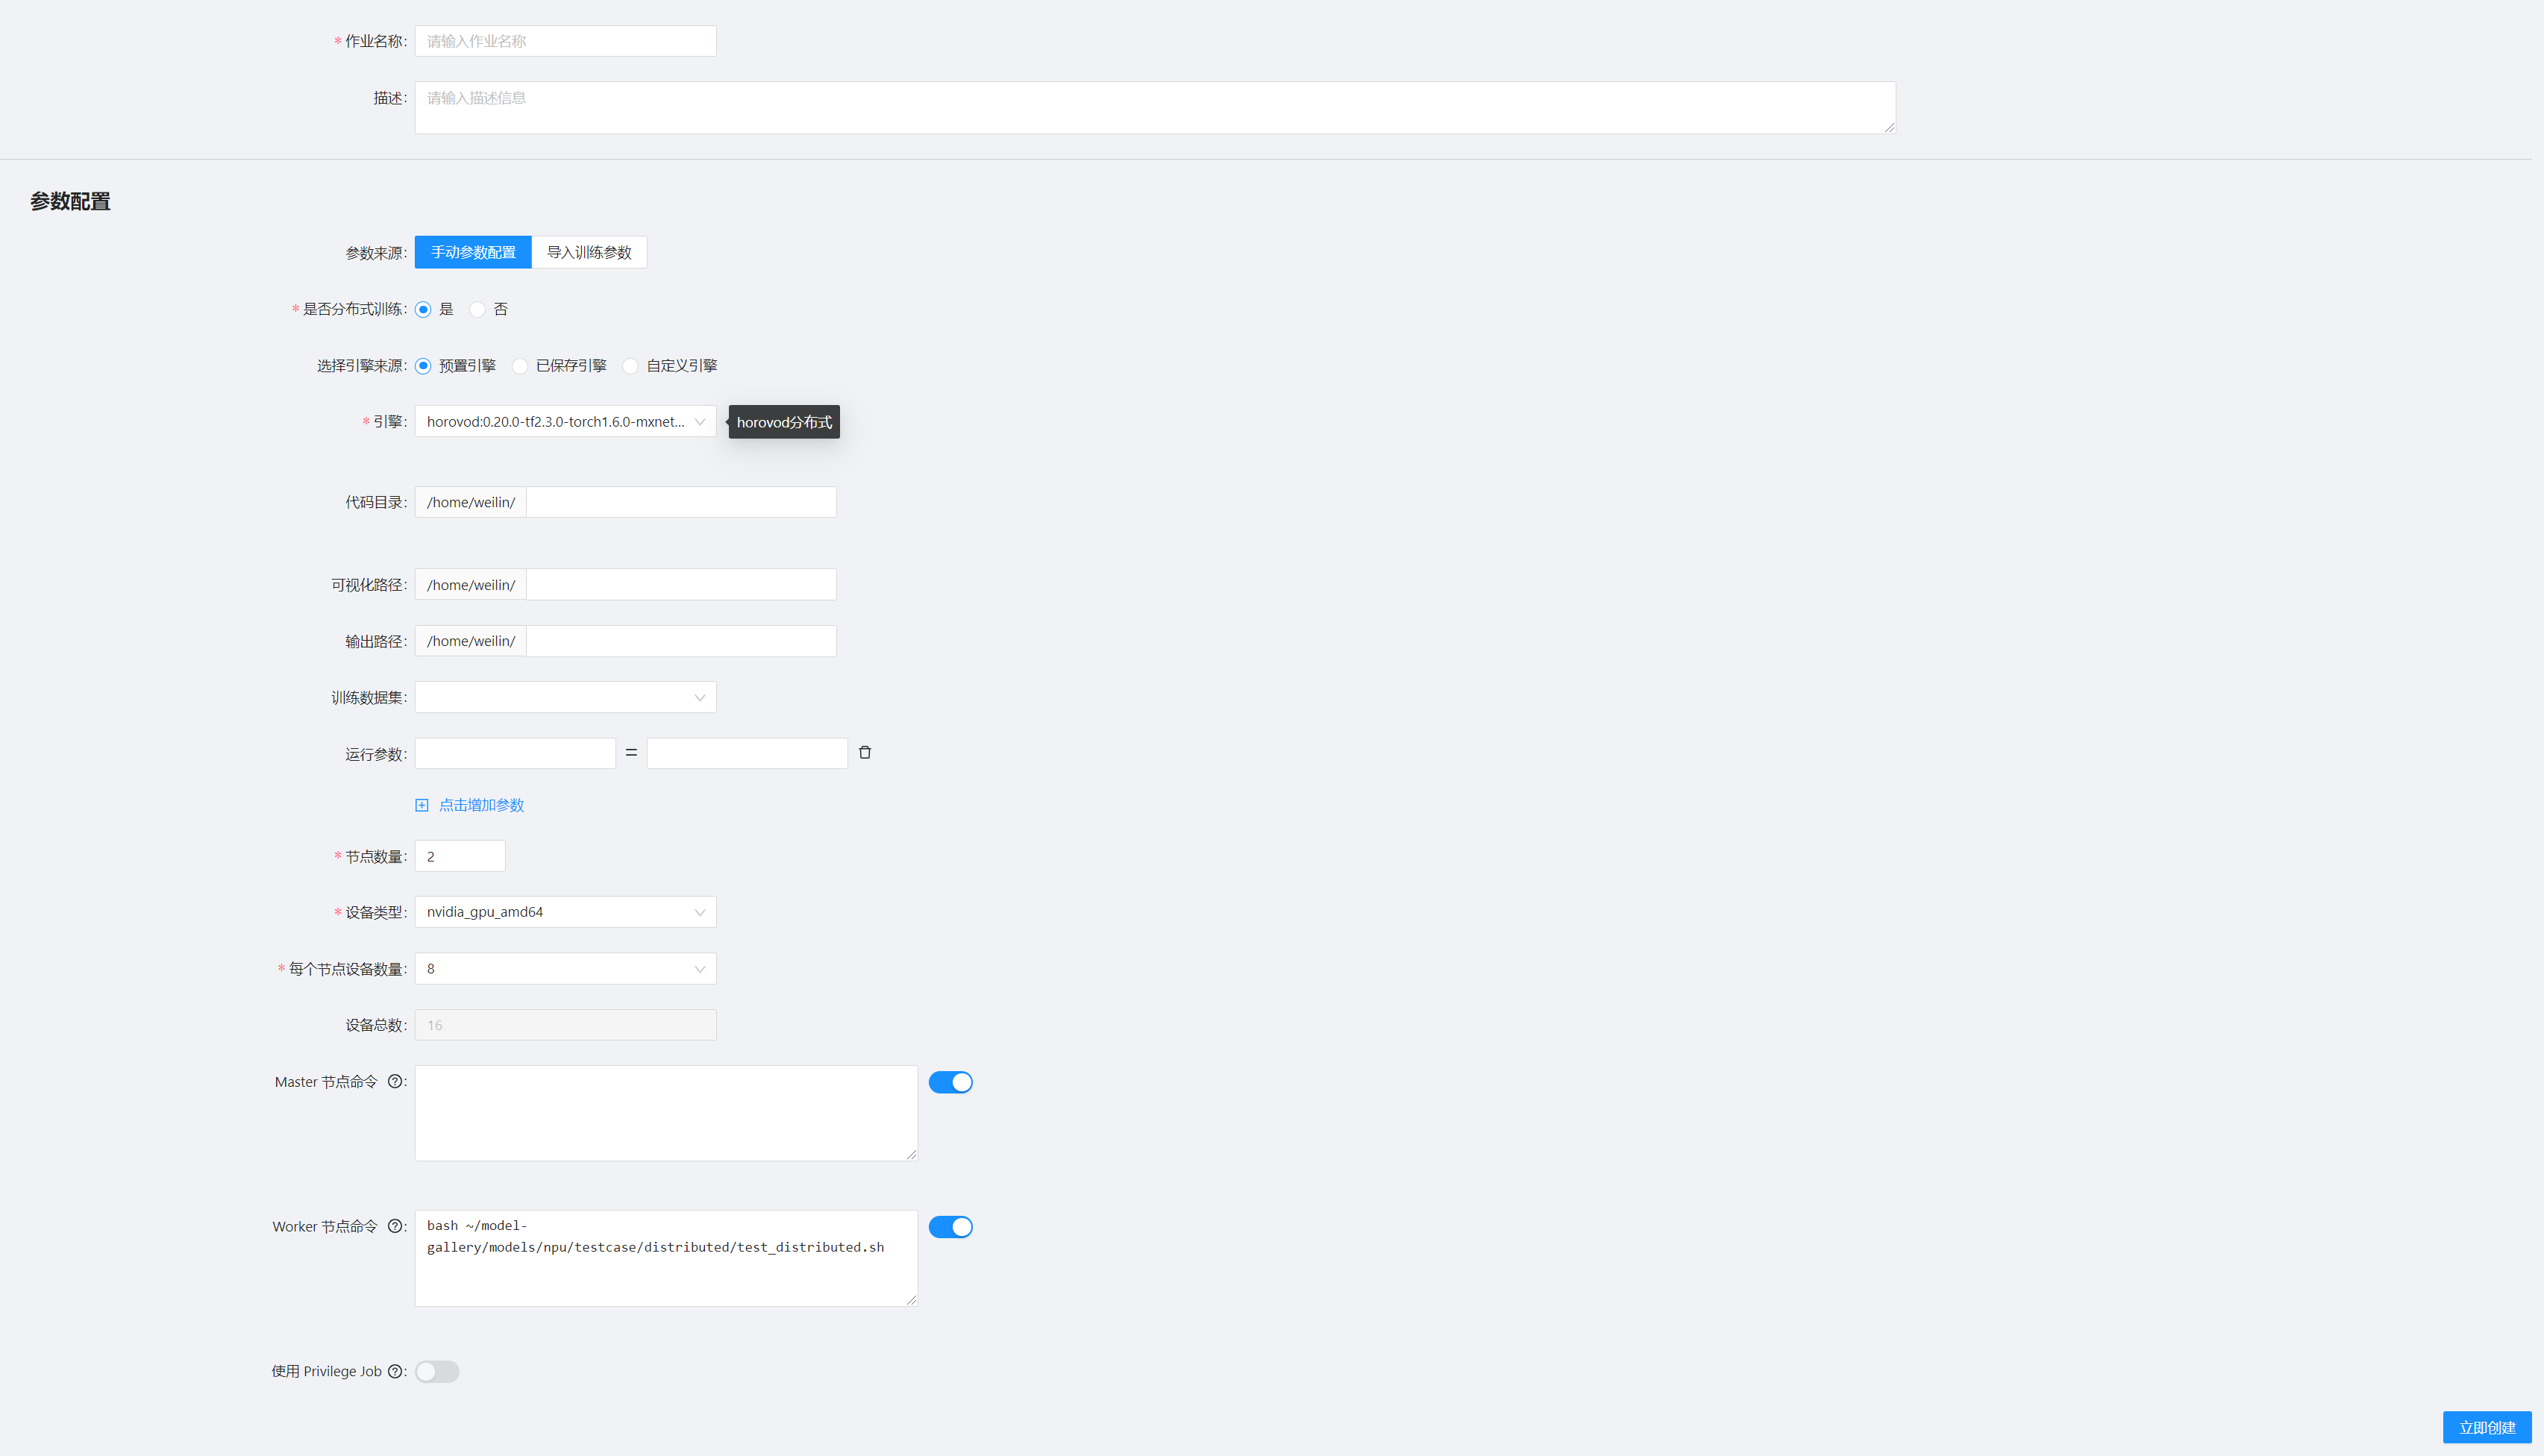 * 作业名称: 请输入作业名称
描述: 请输入描述信息
参数配置
参数来源: 手动参数配置 导入训练参数
* 是否分布式训练: 是 否
选择引擎来源: 预置引擎 已保存引擎 自定义引擎
* 引擎: horovod:0.20.0-tf2.3.0-torch1.6.0-mxnet... horovod分布式
代码目录: /home/weilin/
可视化路径: /home/weilin/
输出路径: /home/weilin/
训练数据集:
运行参数: =
点击增加参数
* 节点数量: 2
* 设备类型: nvidia_gpu_amd64
* 每个节点设备数量: 8
设备总数: 16
Master 节点命令 ?:
Worker 节点命令 ?: bash ~/model-
gallery/models/npu/testcase/distributed/test_distributed.sh
使用 Privilege Job ?:
立即创建